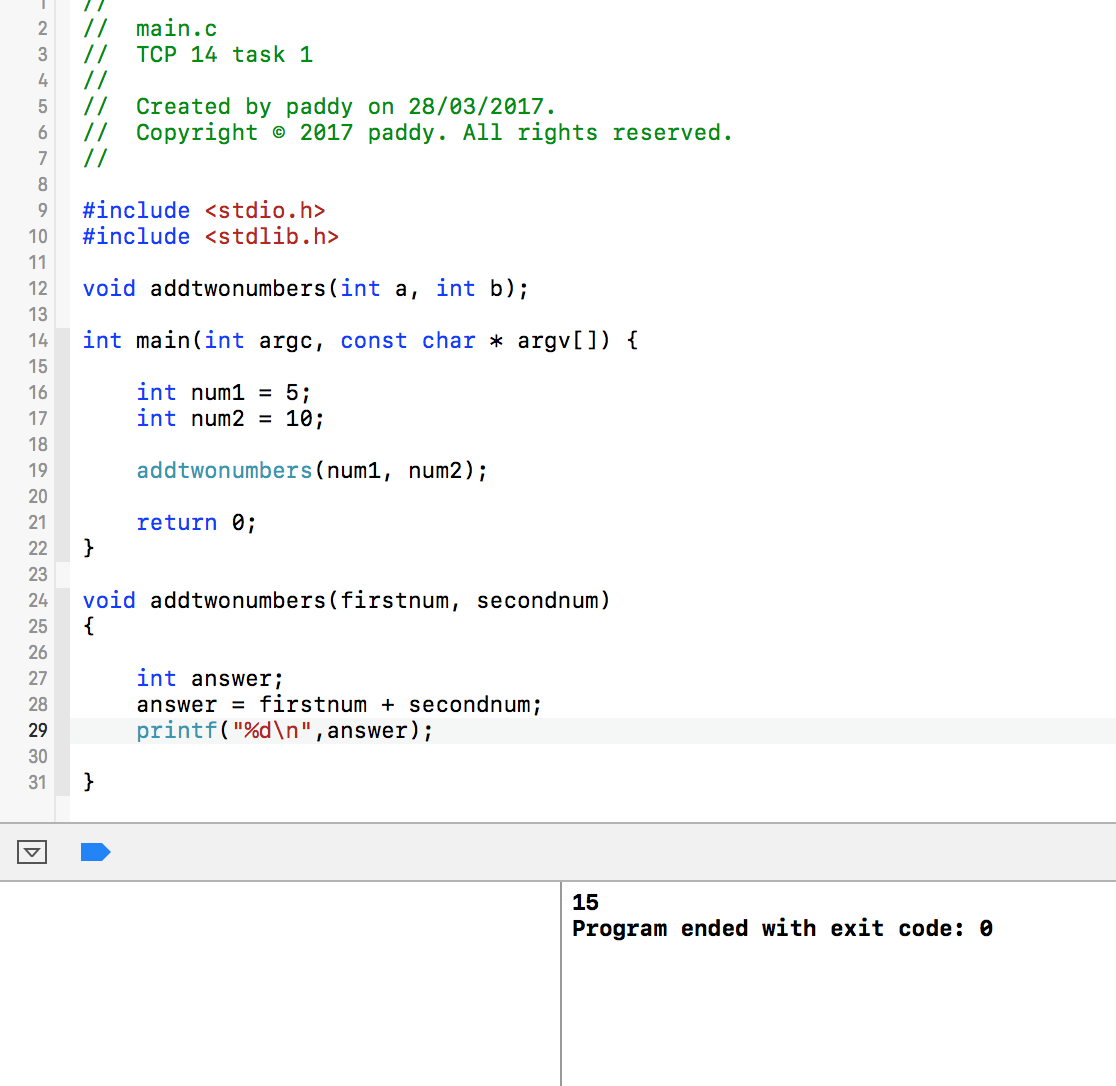 1 //
2 //  main.c
3 //  TCP 14 task 1
4 //
5 //  Created by paddy on 28/03/2017.
6 //  Copyright © 2017 paddy. All rights reserved.
7 //
8
9 #include <stdio.h>
10 #include <stdlib.h>
11
12 void addtwonumbers(int a, int b);
13
14 int main(int argc, const char * argv[]) {
15
16     int num1 = 5;
17     int num2 = 10;
18
19     addtwonumbers(num1, num2);
20
21     return 0;
22 }
23
24 void addtwonumbers(firstnum, secondnum)
25 {
26
27     int answer;
28     answer = firstnum + secondnum;
29     printf("%d\n",answer);
30
31 }
15
Program ended with exit code: 0